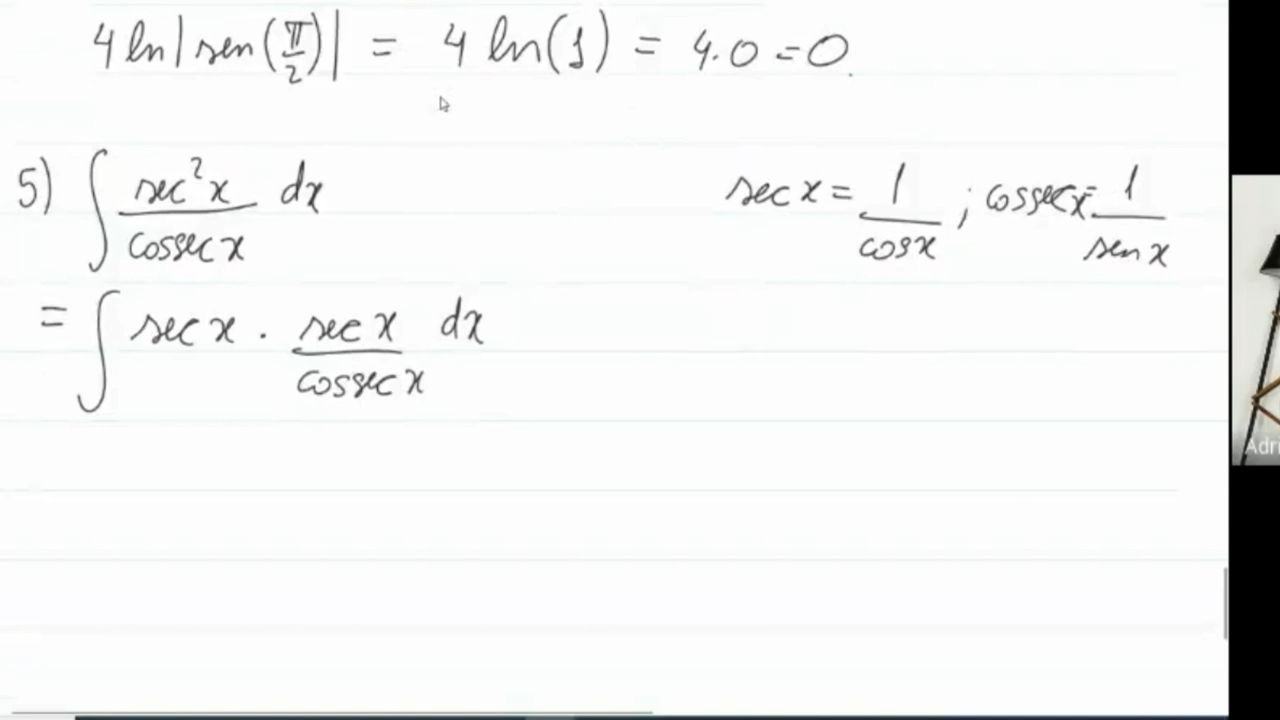 4 ln|sen(π/2)| = 4 ln(1) = 4.0 = 0.
5) ∫ sec²x/cossec x dx sec x = 1/cos x ; cossec x = 1/sen x
= ∫ sec x . sec x/cossec x dx
Adri